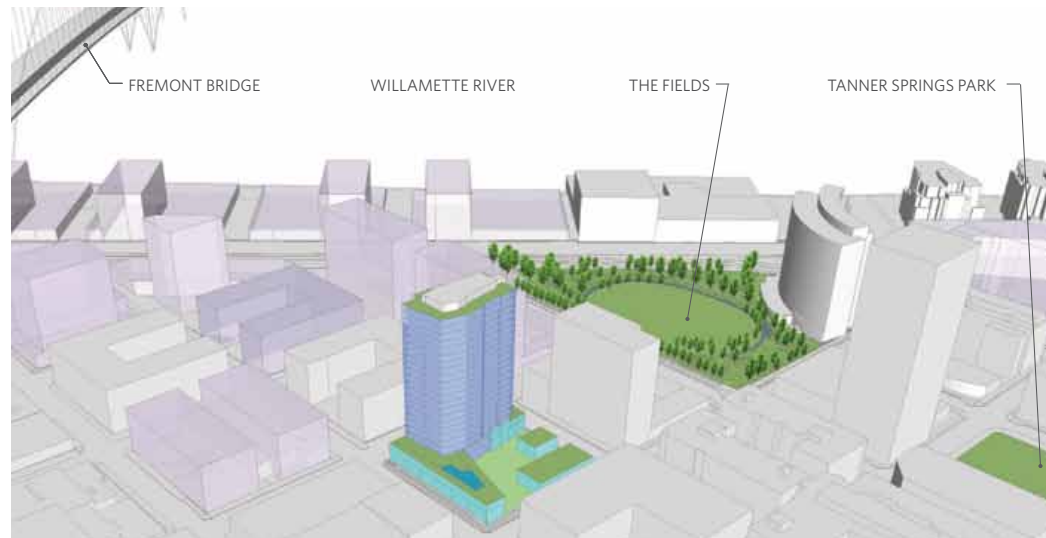 FREMONT BRIDGE
WILLAMETTE RIVER
THE FIELDS
TANNER SPRINGS PARK